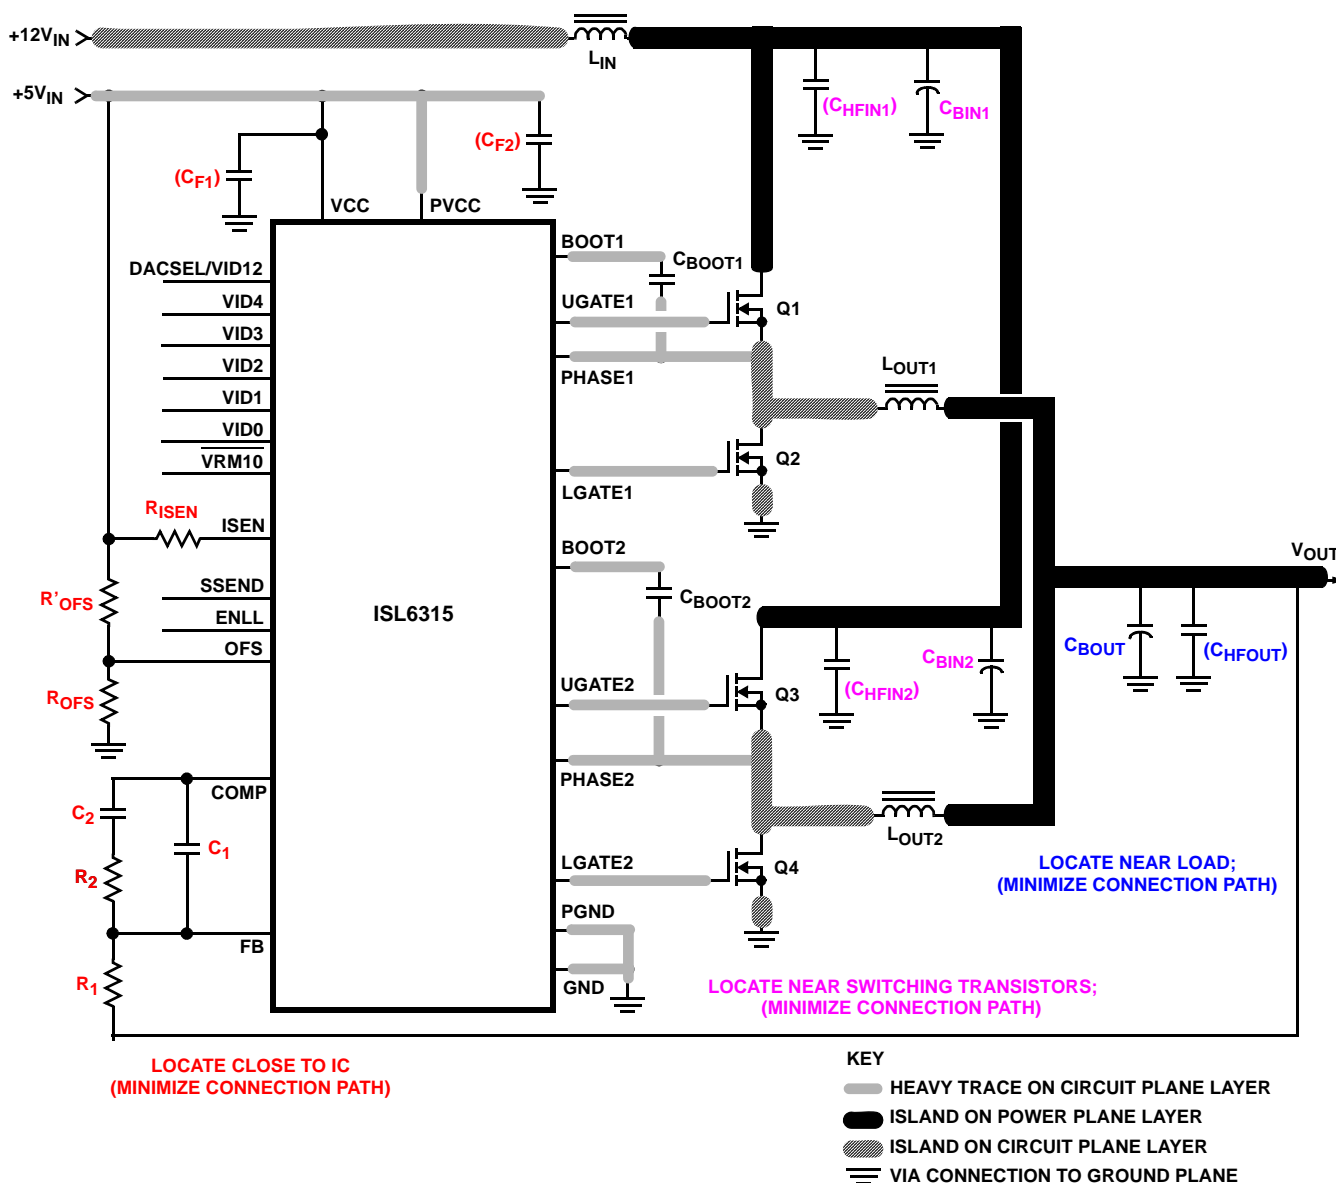 +12VIN
LIN
+5VIN
(CHFIN1)
CBIN1
(CF2)
(CF1)
VCC
PVCC
BOOT1
CBOOT1
DACSEL/VID12
VID4
UGATE1
Q1
VID3
VID2
PHASE1
LOUT1
VID1
VID0
VRM10
Q2
LGATE1
RISEN
ISEN
BOOT2
VOUT
R'OFS
SSEND
CBOOT2
ENLL
ISL6315
OFS
CBOUT
(CHFOUT)
CBIN2
(CHFIN2)
ROFS
UGATE2
Q3
PHASE2
COMP
C2
C1
LOUT2
R2
LGATE2
Q4
LOCATE NEAR LOAD;
(MINIMIZE CONNECTION PATH)
PGND
FB
R1
GND
LOCATE NEAR SWITCHING TRANSISTORS;
(MINIMIZE CONNECTION PATH)
LOCATE CLOSE TO IC
(MINIMIZE CONNECTION PATH)
KEY
HEAVY TRACE ON CIRCUIT PLANE LAYER
ISLAND ON POWER PLANE LAYER
ISLAND ON CIRCUIT PLANE LAYER
VIA CONNECTION TO GROUND PLANE